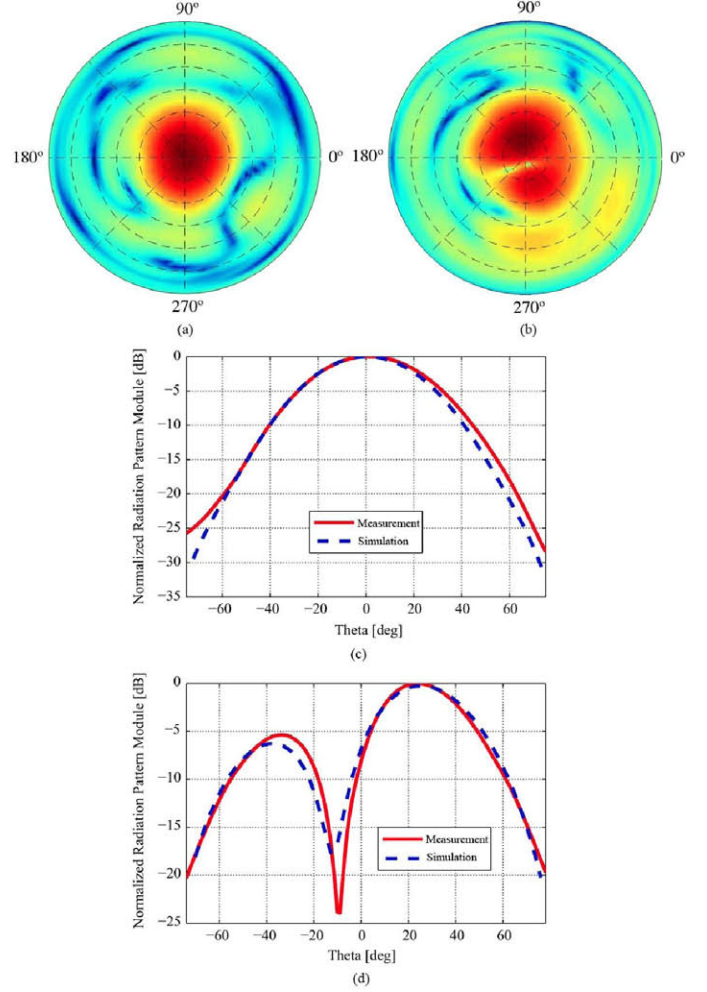 90º 90º
180º 0º 180º 0º
270º 270º
(a) (b)
Normalized Radiation Pattern Module [dB]
0
−5
−10
−15
−20
−25
−30
−35
Measurement
Simulation
−60 −40 −20 0 20 40 60
Theta [deg]
(c)
Normalized Radiation Pattern Module [dB]
0
−5
−10
−15
−20
−25
Measurement
Simulation
−60 −40 −20 0 20 40 60
Theta [deg]
(d)